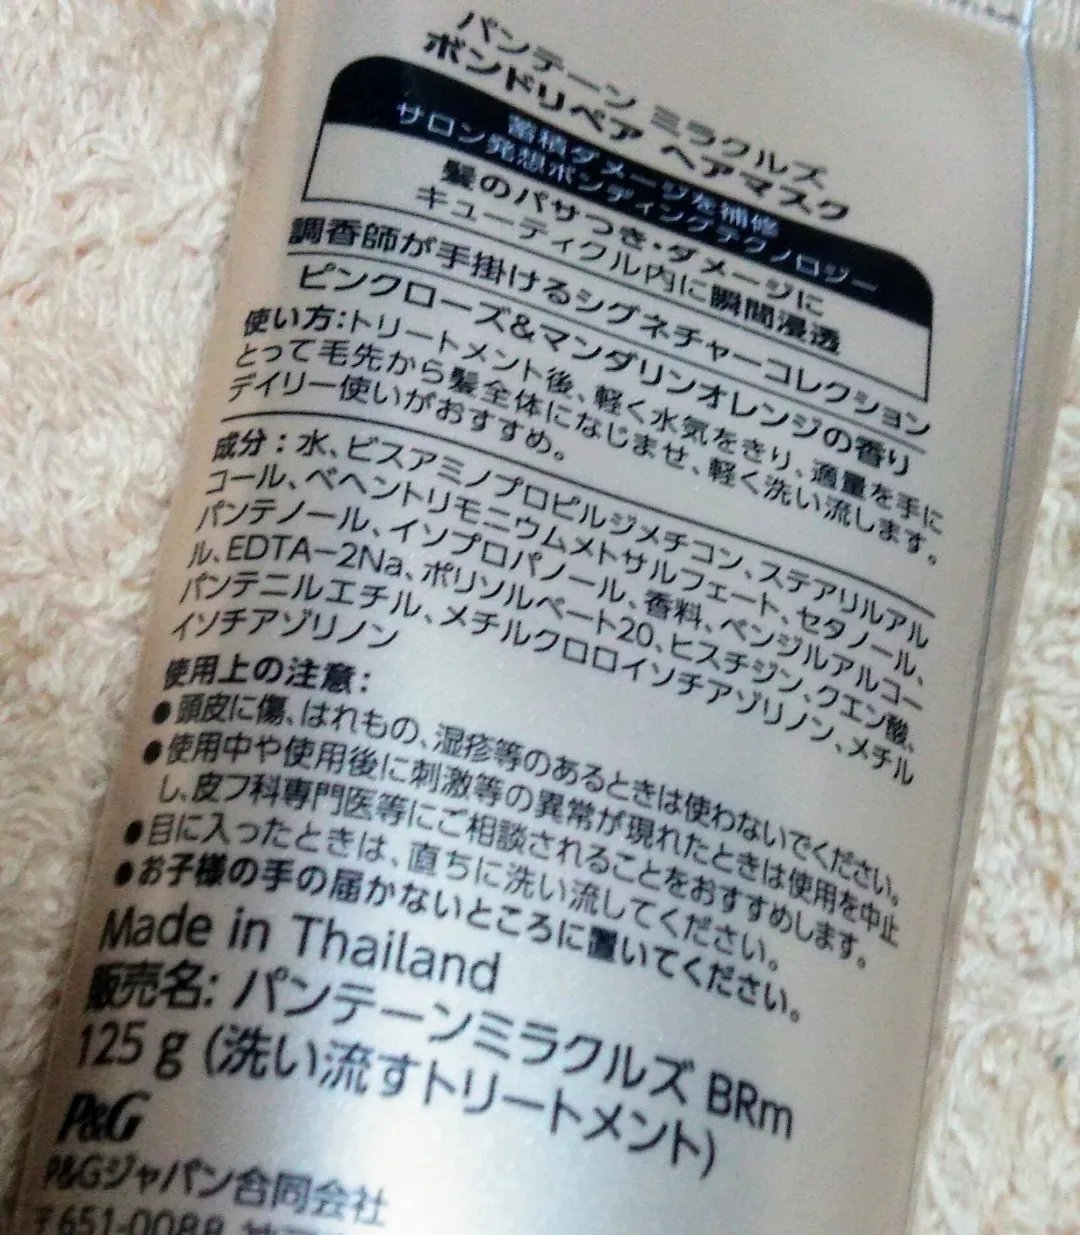 パンテーン ミラクルズ
ボンドリペア ヘアマスク
蓄積ダメージを補修
サロン発想ボンディングテクノロジー
髪のパサつき・ダメージに
キューティクル内に瞬間浸透
調香師が手掛けるシグネチャーコレクション
ピンクローズ&マンダリンオレンジの香り
使い方:トリートメント後、軽く水気をきり、適量を手に
とって毛先から髪全体になじませ、軽く洗い流します。
デイリー使いがおすすめ。
成分:水、ビスアミノプロピルジメチコン、ステアリルアル
コール、ベヘントリモニウムメトサルフェート、セタノール、
パンテノール、イソプロパノール、香料、ベンジルアルコー
ル、EDTA-2Na、ポリソルベート20、ヒスチジン、クエン酸、
パンテニルエチル、メチルクロロイソチアゾリノン、メチル
イソチアゾリノン
使用上の注意:
●頭皮に傷、はれもの、湿疹等のあるときは使わないでください。
●使用中や使用後に刺激等の異常が現れたときは使用を中止
し、皮フ科専門医等にご相談されることをおすすめします。
●目に入ったときは、直ちに洗い流してください。
●お子様の手の届かないところに置いてください。
Made in Thailand
販売名:パンテーンミラクルズ BRm
125 g (洗い流すトリートメント)
P&G
P&Gジャパン合同会社
〒651-0088